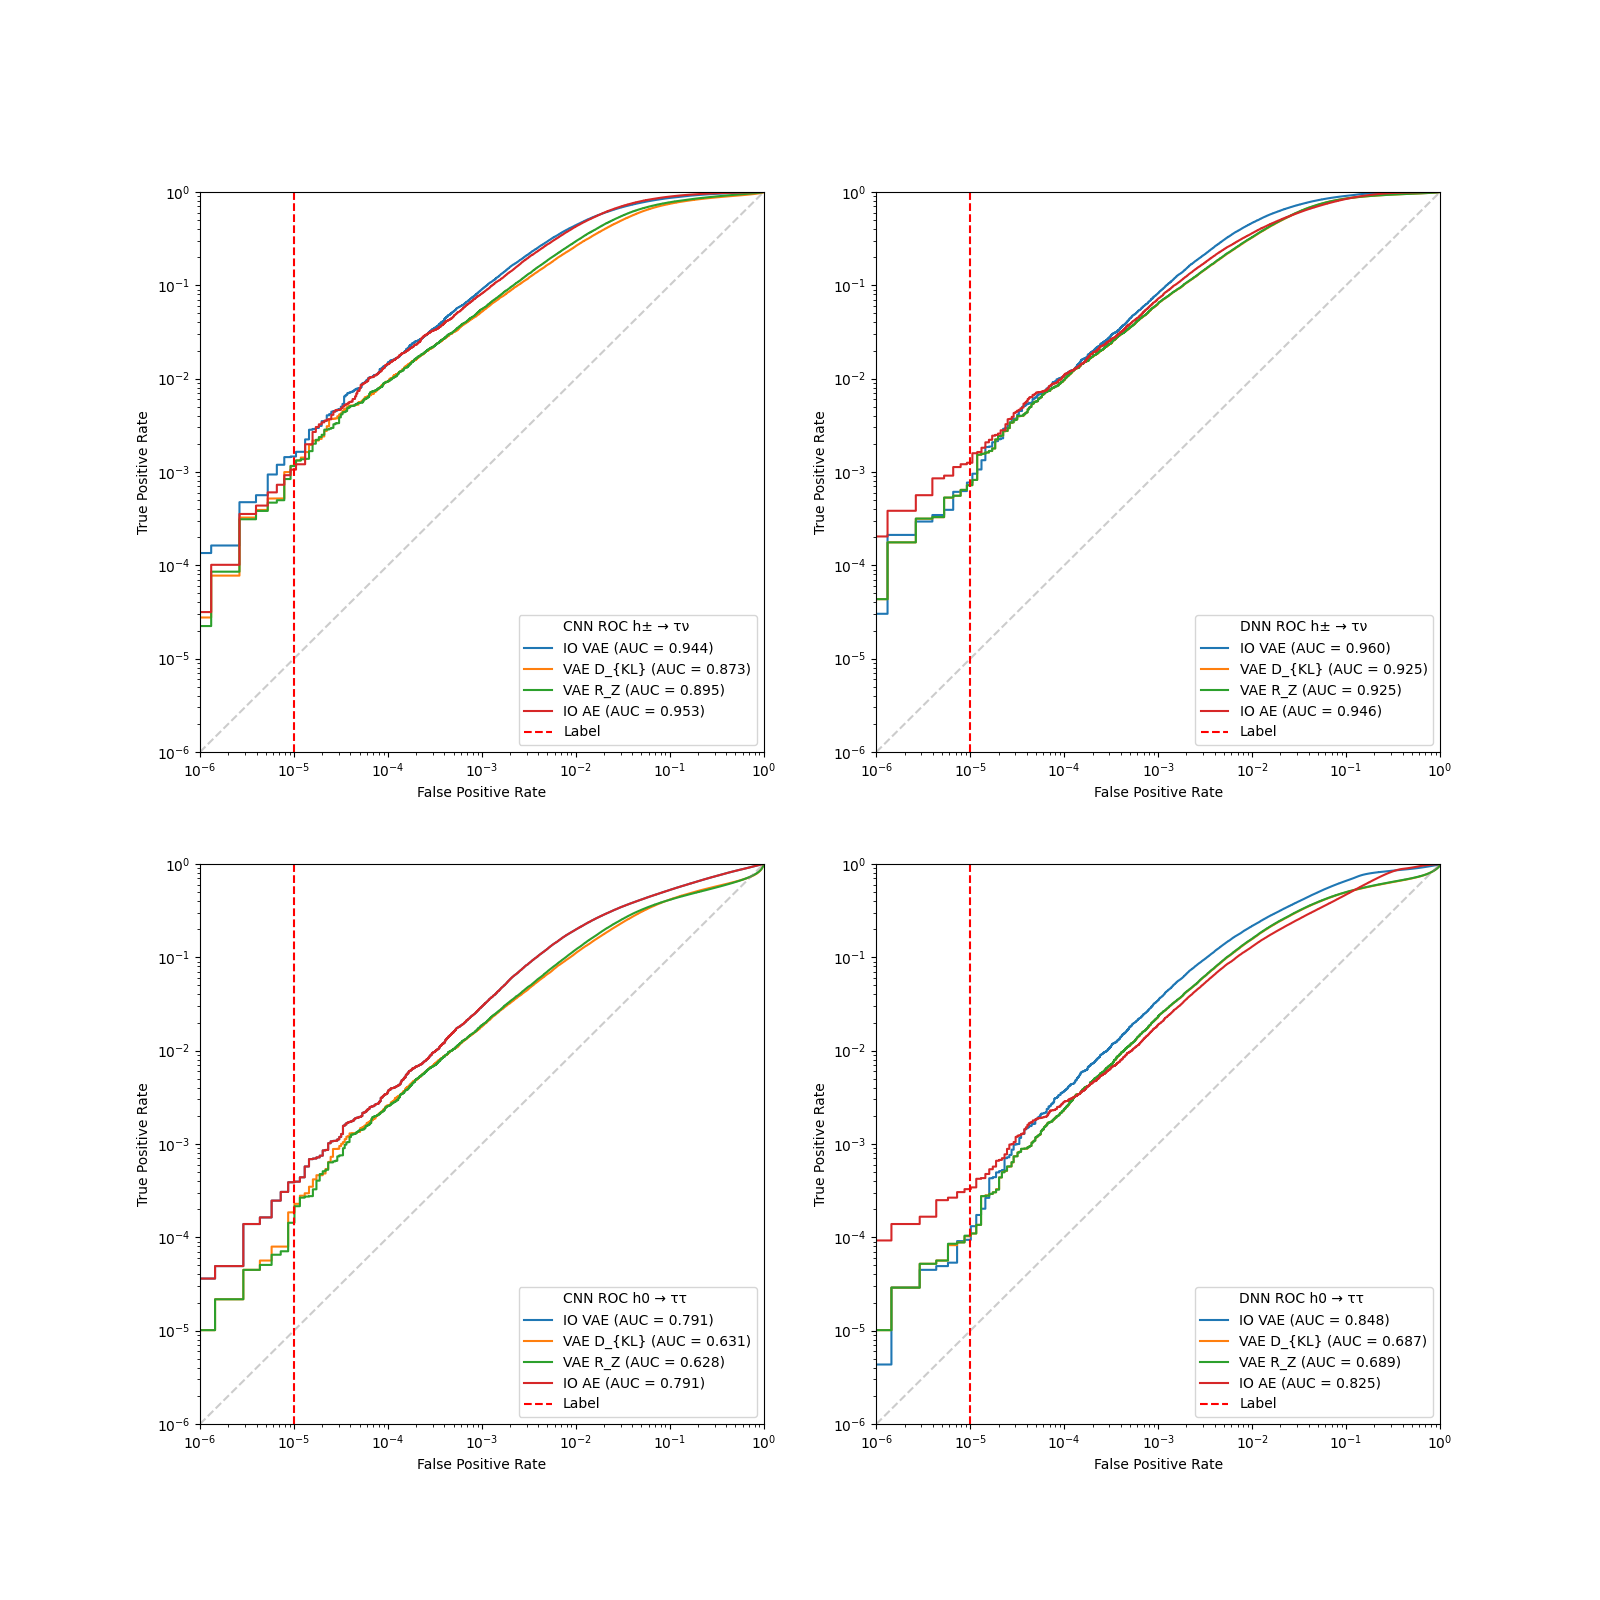 10⁰
10⁻¹
10⁻²
10⁻³
10⁻⁴
10⁻⁵
10⁻⁶
True Positive Rate
CNN ROC h± → τν
IO VAE (AUC = 0.944)
VAE D_{KL} (AUC = 0.873)
VAE R_Z (AUC = 0.895)
IO AE (AUC = 0.953)
Label
10⁻⁶ 10⁻⁵ 10⁻⁴ 10⁻³ 10⁻² 10⁻¹ 10⁰
False Positive Rate
10⁰
10⁻¹
10⁻²
10⁻³
10⁻⁴
10⁻⁵
10⁻⁶
True Positive Rate
DNN ROC h± → τν
IO VAE (AUC = 0.960)
VAE D_{KL} (AUC = 0.925)
VAE R_Z (AUC = 0.925)
IO AE (AUC = 0.946)
Label
10⁻⁶ 10⁻⁵ 10⁻⁴ 10⁻³ 10⁻² 10⁻¹ 10⁰
False Positive Rate
10⁰
10⁻¹
10⁻²
10⁻³
10⁻⁴
10⁻⁵
10⁻⁶
True Positive Rate
CNN ROC h0 → ττ
IO VAE (AUC = 0.791)
VAE D_{KL} (AUC = 0.631)
VAE R_Z (AUC = 0.628)
IO AE (AUC = 0.791)
Label
10⁻⁶ 10⁻⁵ 10⁻⁴ 10⁻³ 10⁻² 10⁻¹ 10⁰
False Positive Rate
10⁰
10⁻¹
10⁻²
10⁻³
10⁻⁴
10⁻⁵
10⁻⁶
True Positive Rate
DNN ROC h0 → ττ
IO VAE (AUC = 0.848)
VAE D_{KL} (AUC = 0.687)
VAE R_Z (AUC = 0.689)
IO AE (AUC = 0.825)
Label
10⁻⁶ 10⁻⁵ 10⁻⁴ 10⁻³ 10⁻² 10⁻¹ 10⁰
False Positive Rate